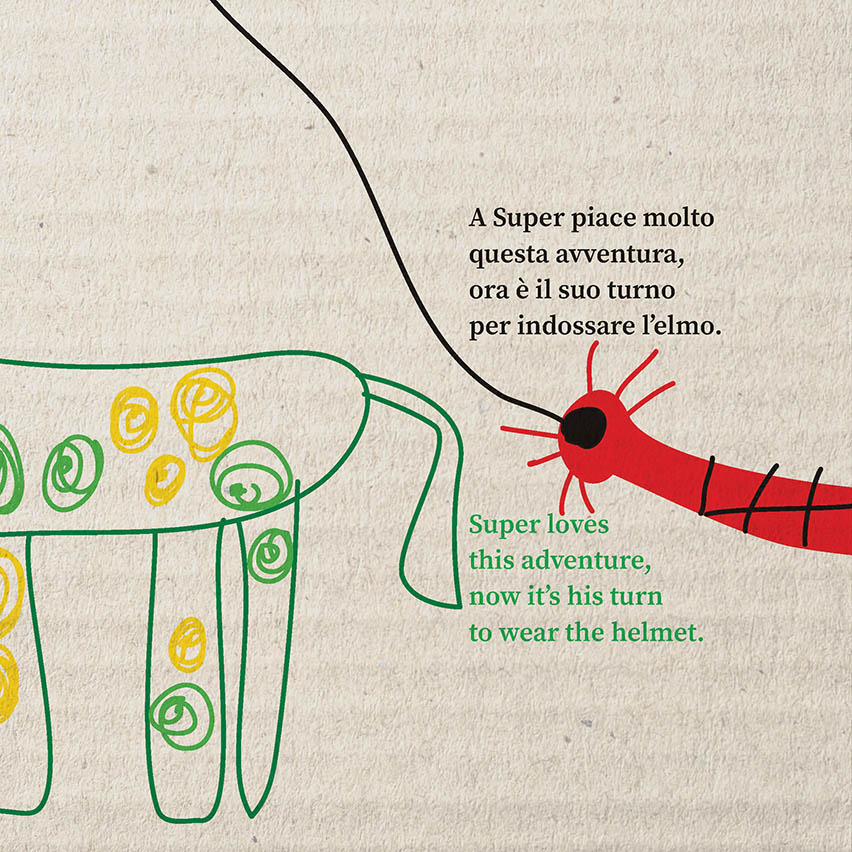 A Super piace molto
questa avventura,
ora è il suo turno
per indossare l’elmo.
Super loves
this adventure,
now it’s his turn
to wear the helmet.